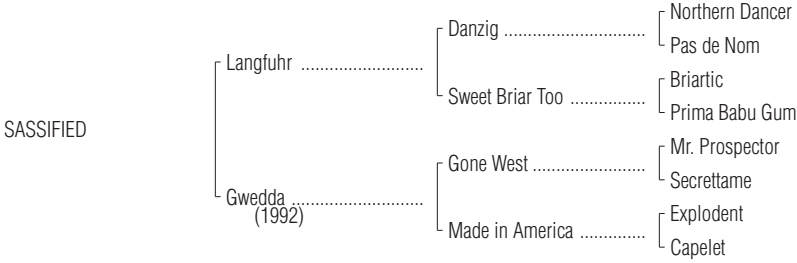 Northern Dancer
Danzig ..............................
Pas de Nom
Langfuhr ..........................
Briartic
Sweet Briar Too ................
Prima Babu Gum
SASSIFIED
Mr. Prospector
Gone West ........................
Secrettame
Gwedda ............................
(1992)
Explodent
Made in America ..............
Capelet